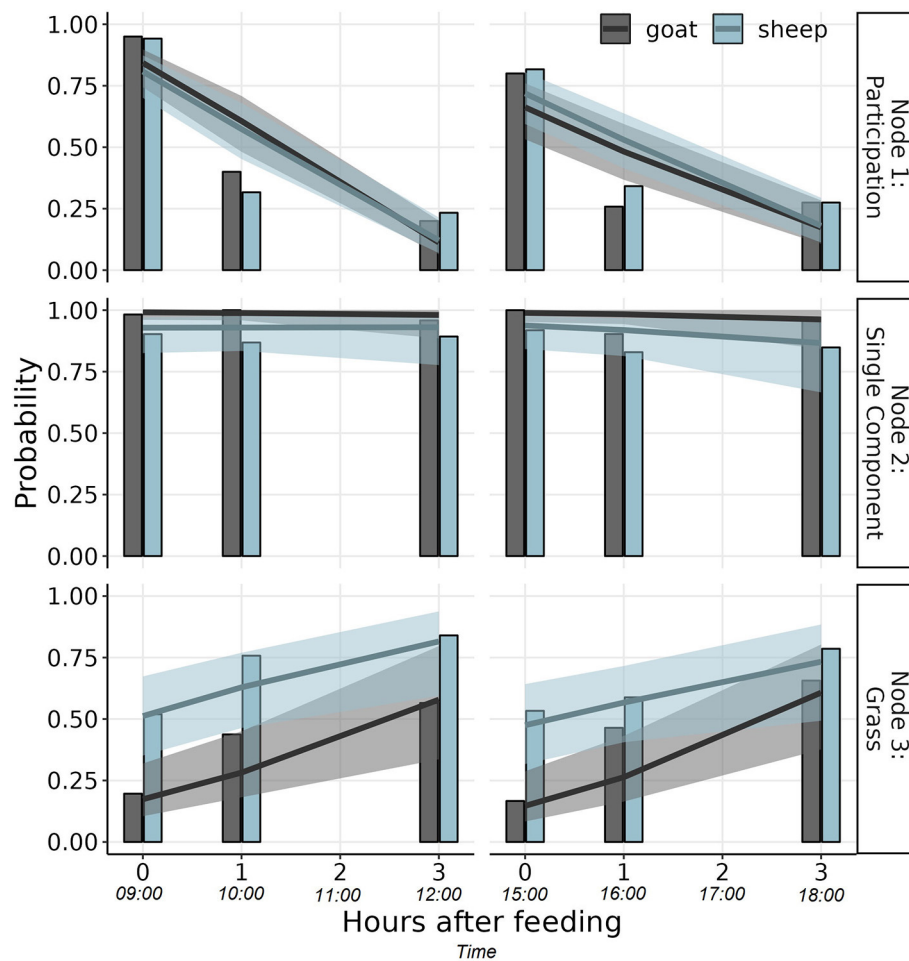 goat sheep
1.00
0.75
0.50
0.25
0.00
Node 1:
Participation
1.00
0.75
0.50
0.25
0.00
Node 2:
Single Component
1.00
0.75
0.50
0.25
0.00
Node 3:
Grass
Probability
0 1 2 3 0 1 2 3
09:00 10:00 11:00 12:00 15:00 16:00 17:00 18:00
Hours after feeding
Time